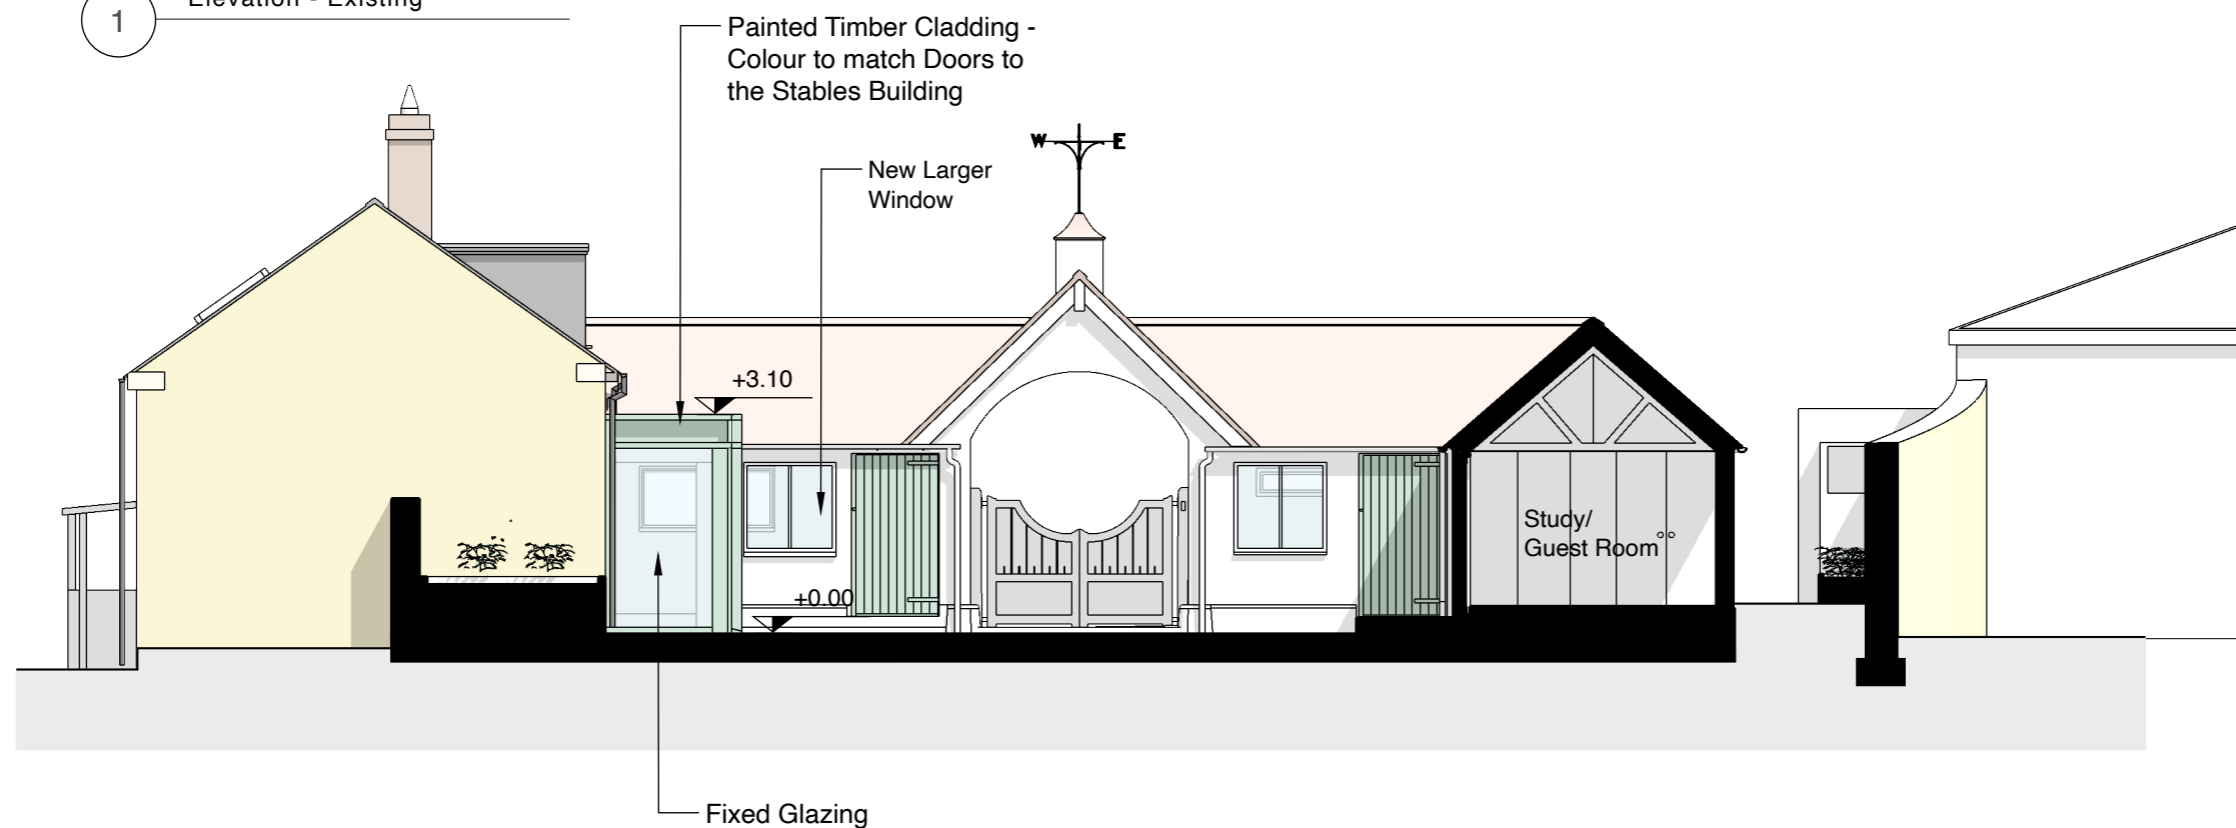 1
Elevation - Existing
Painted Timber Cladding -
Colour to match Doors to
the Stables Building
New Larger
Window
W E
+3.10
+0.00
Study/
Guest Room
Fixed Glazing